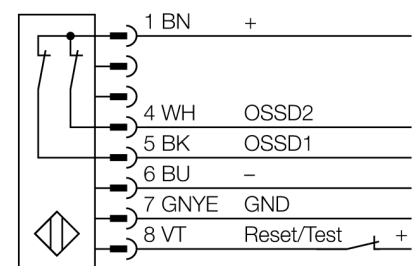 1 BN +
4 WH OSSD2
5 BK OSSD1
6 BU –
7 GNYE GND
8 VT Reset/Test +